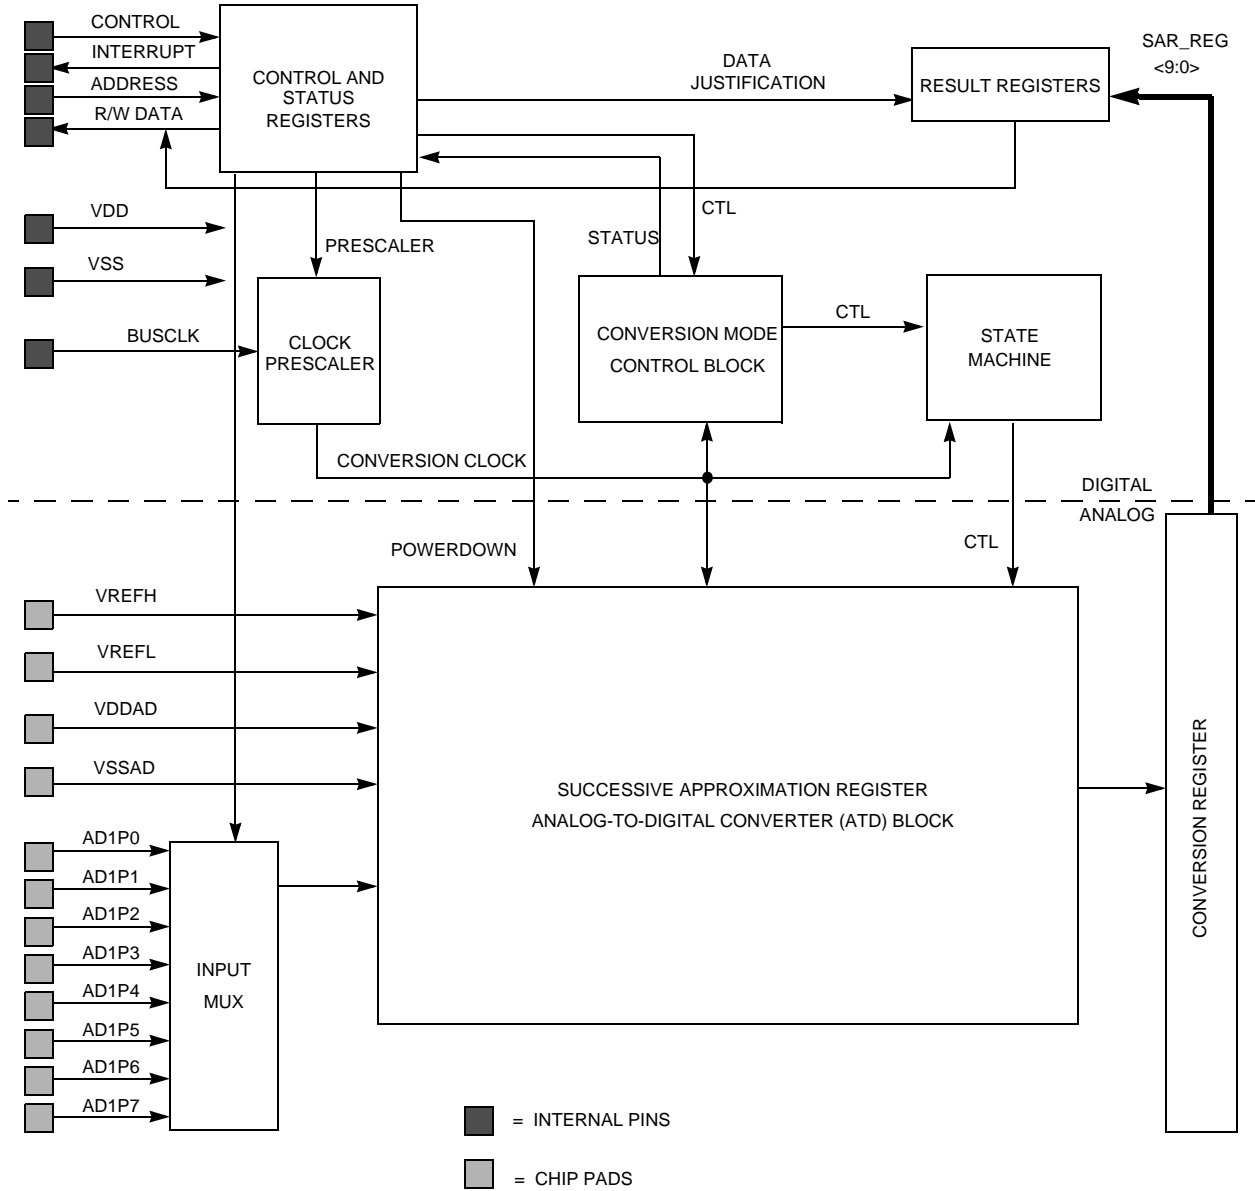 CONTROL
INTERRUPT
ADDRESS
R/W DATA
CONTROL AND
STATUS
REGISTERS
DATA
JUSTIFICATION
RESULT REGISTERS
SAR_REG
<9:0>
VDD
VSS
BUSCLK
PRESCALER
CLOCK
PRESCALER
STATUS
CTL
CONVERSION MODE
CONTROL BLOCK
CTL
STATE
MACHINE
CONVERSION CLOCK
DIGITAL
ANALOG
POWERDOWN
CTL
VREFH
VREFL
VDDAD
VSSAD
SUCCESSIVE APPROXIMATION REGISTER
ANALOG-TO-DIGITAL CONVERTER (ATD) BLOCK
CONVERSION REGISTER
AD1P0
AD1P1
AD1P2
AD1P3
AD1P4
AD1P5
AD1P6
AD1P7
INPUT
MUX
= INTERNAL PINS
= CHIP PADS